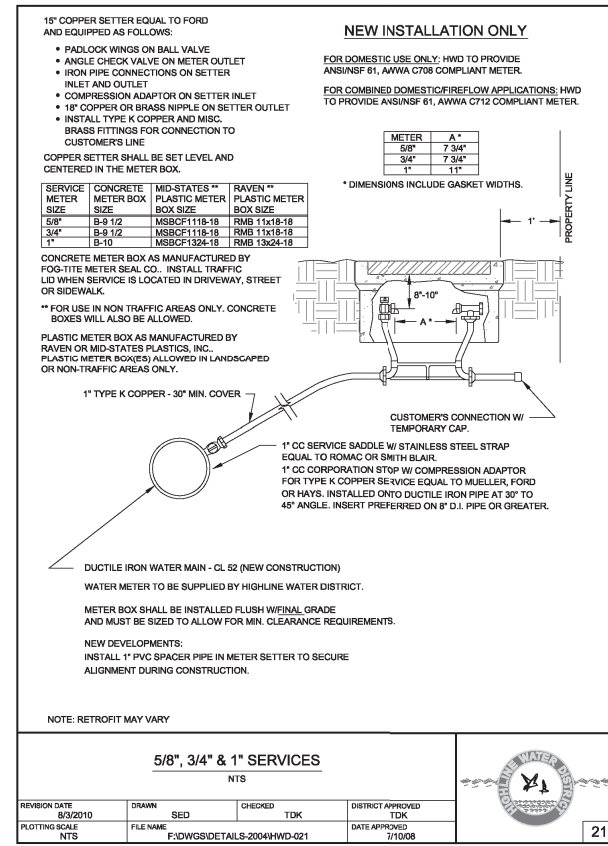 15" COPPER SETTER EQUAL TO FORD
AND EQUIPPED AS FOLLOWS:
• PADLOCK WINGS ON BALL VALVE
• ANGLE CHECK VALVE ON METER OUTLET
• IRON PIPE CONNECTIONS ON SETTER
INLET AND OUTLET
• COMPRESSION ADAPTOR ON SETTER INLET
• 18" COPPER OR BRASS NIPPLE ON SETTER OUTLET
• INSTALL TYPE K COPPER AND MISC.
BRASS FITTINGS FOR CONNECTION TO
CUSTOMER'S LINE
COPPER SETTER SHALL BE SET LEVEL AND
CENTERED IN THE METER BOX.
NEW INSTALLATION ONLY
FOR DOMESTIC USE ONLY: HWD TO PROVIDE
ANSI/NSF 61, AWWA C708 COMPLIANT METER.
FOR COMBINED DOMESTIC/FIREFLOW APPLICATIONS: HWD
TO PROVIDE ANSI/NSF 61, AWWA C712 COMPLIANT METER.
METER A *
5/8" 7 3/4"
3/4" 7 3/4"
1" 11"
* DIMENSIONS INCLUDE GASKET WIDTHS.
SERVICE METER SIZE CONCRETE METER BOX SIZE MID-STATES ** PLASTIC METER BOX SIZE RAVEN ** PLASTIC METER BOX SIZE
5/8" B-9 1/2 MSBCF1118-18 RMB 11x18-18
3/4" B-9 1/2 MSBCF1118-18 RMB 11x18-18
1" B-10 MSBCF1324-18 RMB 13x24-18
CONCRETE METER BOX AS MANUFACTURED BY
FOG-TITE METER SEAL CO.. INSTALL TRAFFIC
LID WHEN SERVICE IS LOCATED IN DRIVEWAY, STREET
OR SIDEWALK.
** FOR USE IN NON TRAFFIC AREAS ONLY. CONCRETE
BOXES WILL ALSO BE ALLOWED.
PLASTIC METER BOX AS MANUFACTURED BY
RAVEN OR MID-STATES PLASTICS, INC..
PLASTIC METER BOX(ES) ALLOWED IN LANDSCAPED
OR NON-TRAFFIC AREAS ONLY.
1'
PROPERTY LINE
8"-10"
A *
1" TYPE K COPPER - 30" MIN. COVER
CUSTOMER'S CONNECTION W/
TEMPORARY CAP.
1" CC SERVICE SADDLE W/ STAINLESS STEEL STRAP
EQUAL TO ROMAC OR SMITH BLAIR.
1" CC CORPORATION STOP W/ COMPRESSION ADAPTOR
FOR TYPE K COPPER SERVICE EQUAL TO MUELLER, FORD
OR HAYS. INSTALLED ONTO DUCTILE IRON PIPE AT 30° TO
45° ANGLE. INSERT PREFERRED ON 8" D.I. PIPE OR GREATER.
DUCTILE IRON WATER MAIN - CL 52 (NEW CONSTRUCTION)
WATER METER TO BE SUPPLIED BY HIGHLINE WATER DISTRICT.
METER BOX SHALL BE INSTALLED FLUSH W/FINAL GRADE
AND MUST BE SIZED TO ALLOW FOR MIN. CLEARANCE REQUIREMENTS.
NEW DEVELOPMENTS:
INSTALL 1" PVC SPACER PIPE IN METER SETTER TO SECURE
ALIGNMENT DURING CONSTRUCTION.
NOTE: RETROFIT MAY VARY
5/8", 3/4" & 1" SERVICES
NTS
HIGHLINE WATER DISTRICT
REVISION DATE DRAWN CHECKED DISTRICT APPROVED
8/3/2010 SED TDK TDK
PLOTTING SCALE FILE NAME DATE APPROVED
NTS F:\DWGS\DETAILS-2004\HWD-021 7/10/08
21